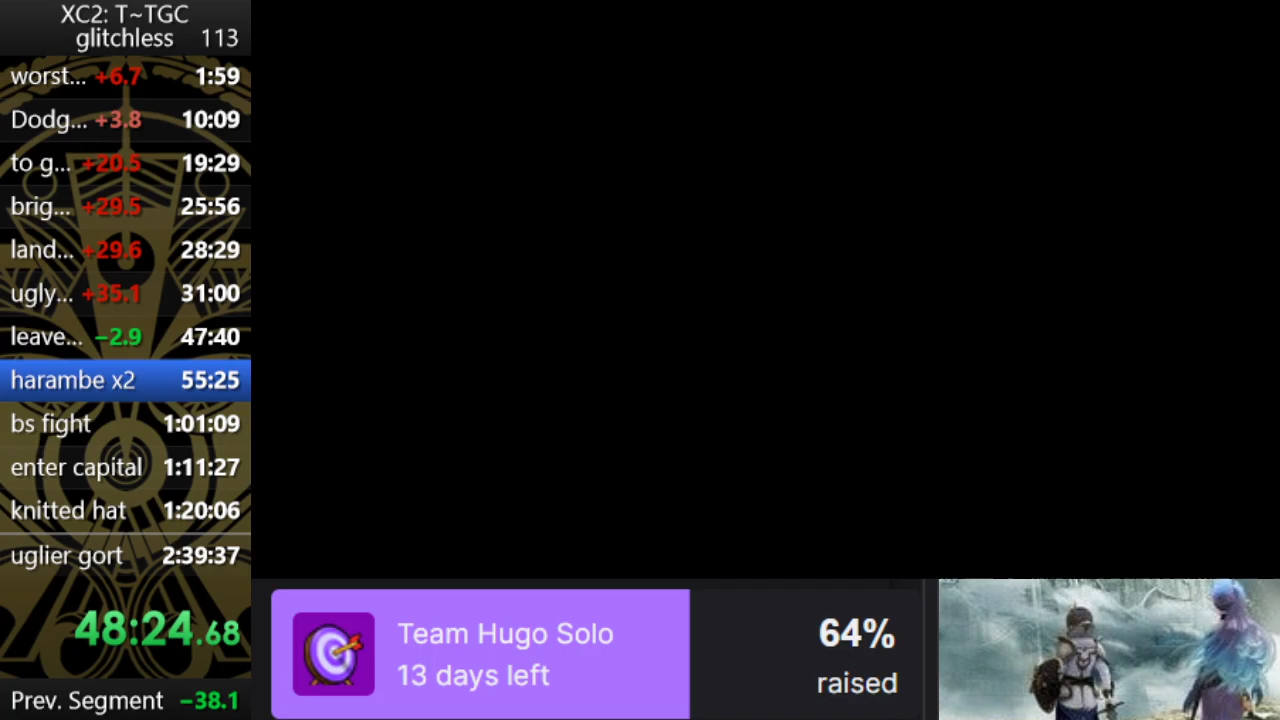 XC2: T~TGC
glitchless 113
worst... +6.7 1:59
Dodg... +3.8 10:09
to g... +20.5 19:29
brig... +29.5 25:56
land... +29.6 28:29
ugly... +35.1 31:00
leave... −2.9 47:40
harambe x2 55:25
bs fight 1:01:09
enter capital 1:11:27
knitted hat 1:20:06
uglier gort 2:39:37
48:24.68
Prev. Segment −38.1
Team Hugo Solo
13 days left
64%
raised